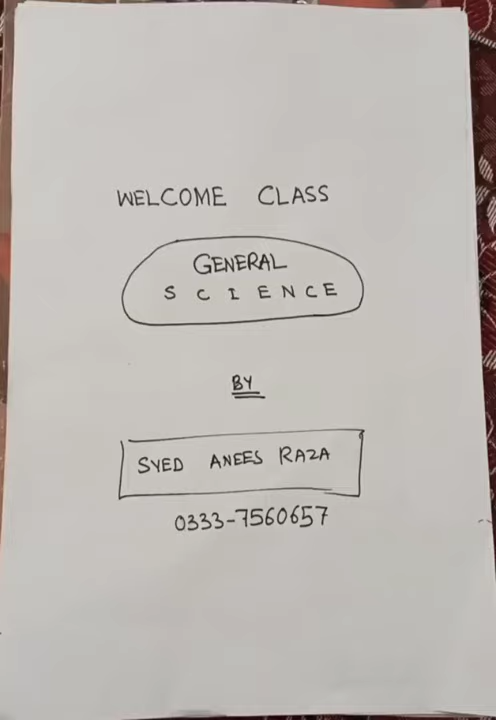 WELCOME CLASS
GENERAL
SCIENCE
BY
SYED ANEES RAZA
0333-7560657